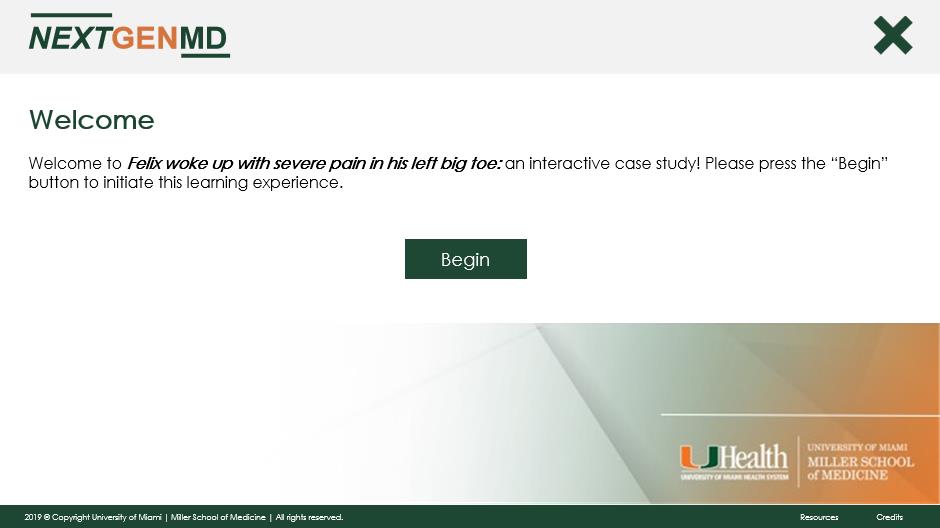 NEXTGENMD
Welcome
Welcome to Felix woke up with severe pain in his left big toe: an interactive case study! Please press the “Begin”
button to initiate this learning experience.
Begin
UHealth
UNIVERSITY OF MIAMI HEALTH SYSTEM
UNIVERSITY OF MIAMI
MILLER SCHOOL
of MEDICINE
2019 © Copyright University of Miami | Miller School of Medicine | All rights reserved.
Resources
Credits